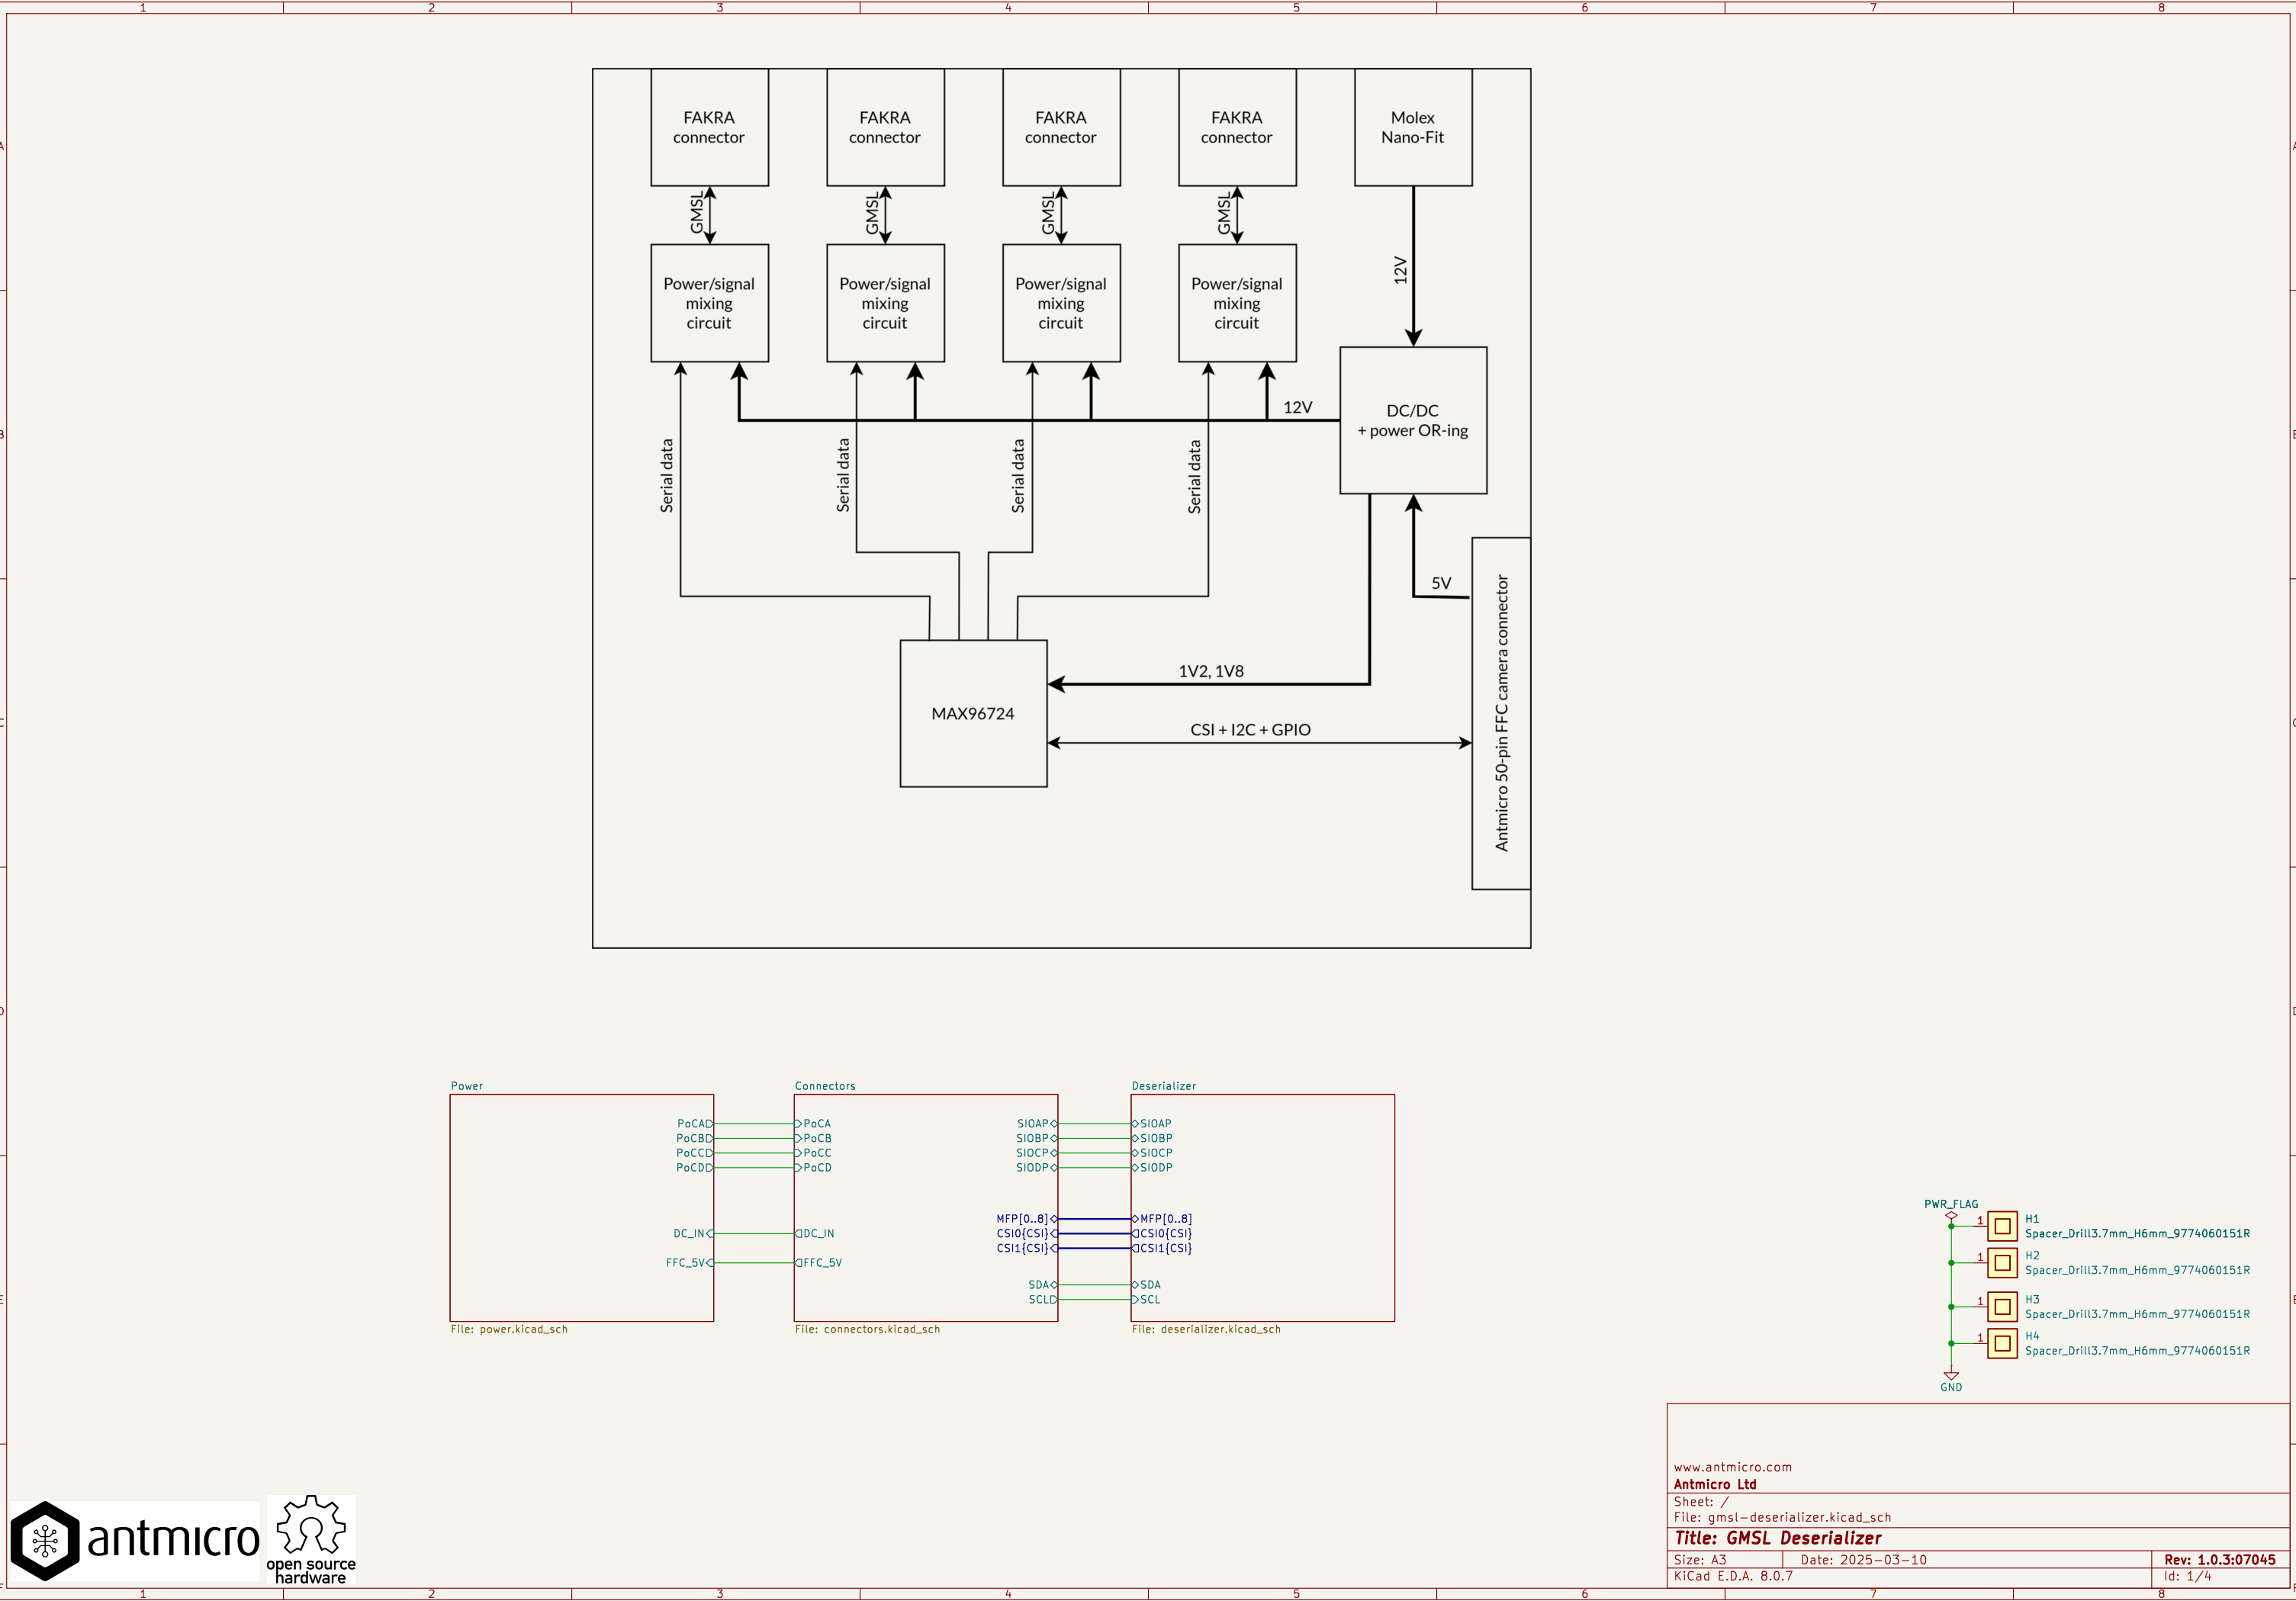 1 2 3 4 5 6 7 8
A A
B B
C C
D D
E E
F F
FAKRA
connector
FAKRA
connector
FAKRA
connector
FAKRA
connector
Molex
Nano-Fit
GMSL
GMSL
GMSL
GMSL
12V
Power/signal
mixing
circuit
Power/signal
mixing
circuit
Power/signal
mixing
circuit
Power/signal
mixing
circuit
DC/DC
+ power OR-ing
12V
Serial data
Serial data
Serial data
Serial data
5V
Antmicro 50-pin FFC camera connector
1V2, 1V8
MAX96724
CSI + I2C + GPIO
Power
PoCA
PoCB
PoCC
PoCD
DC_IN
FFC_5V
File: power.kicad_sch
Connectors
PoCA
PoCB
PoCC
PoCD
DC_IN
FFC_5V
SIOAP
SIOBP
SIOCP
SIODP
MFP[0..8]
CSI0{CSI}
CSI1{CSI}
SDA
SCL
File: connectors.kicad_sch
Deserializer
SIOAP
SIOBP
SIOCP
SIODP
MFP[0..8]
CSI0{CSI}
CSI1{CSI}
SDA
SCL
File: deserializer.kicad_sch
PWR_FLAG
1
H1
Spacer_Drill3.7mm_H6mm_9774060151R
1
H2
Spacer_Drill3.7mm_H6mm_9774060151R
1
H3
Spacer_Drill3.7mm_H6mm_9774060151R
1
H4
Spacer_Drill3.7mm_H6mm_9774060151R
GND
antmicro
open source
hardware
www.antmicro.com
Antmicro Ltd
Sheet: /
File: gmsl-deserializer.kicad_sch
Title: GMSL Deserializer
Size: A3 Date: 2025-03-10 Rev: 1.0.3:07045
KiCad E.D.A. 8.0.7 Id: 1/4
1 2 3 4 5 6 7 8